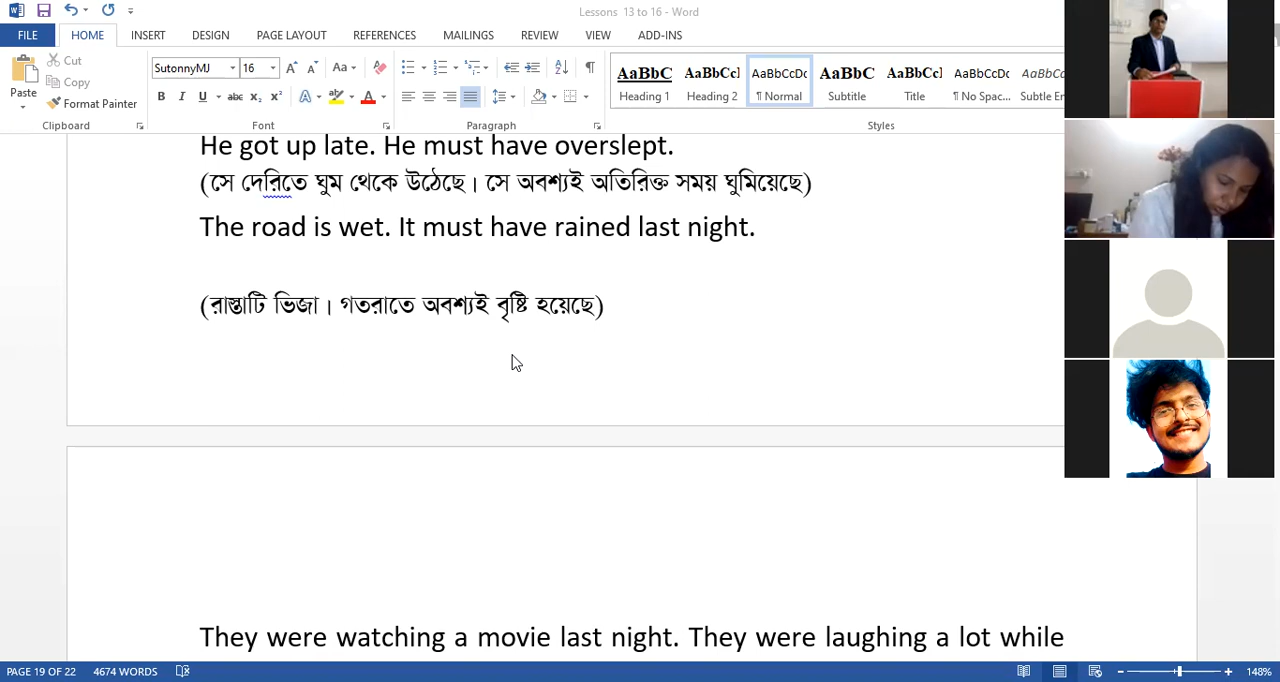 Lessons 13 to 16 - Word
FILE HOME INSERT DESIGN PAGE LAYOUT REFERENCES MAILINGS REVIEW VIEW ADD-INS
Paste
Cut
Copy
Format Painter
Clipboard
SutonnyMJ 16
Font
Paragraph
AaBbC AaBbCcI AaBbCcDc AaBbC AaBbCcI AaBbCcDc AaBbCc
Heading 1 Heading 2 ¶ Normal Subtitle Title ¶ No Spac... Subtle Em
Styles
He got up late. He must have overslept.
(সে দেরিতে ঘুম থেকে উঠেছে। সে অবশ্যই অতিরিক্ত সময় ঘুমিয়েছে)
The road is wet. It must have rained last night.
(রাস্তাটি ভিজা। গতরাতে অবশ্যই বৃষ্টি হয়েছে)
They were watching a movie last night. They were laughing a lot while
PAGE 19 OF 22 4674 WORDS 148%